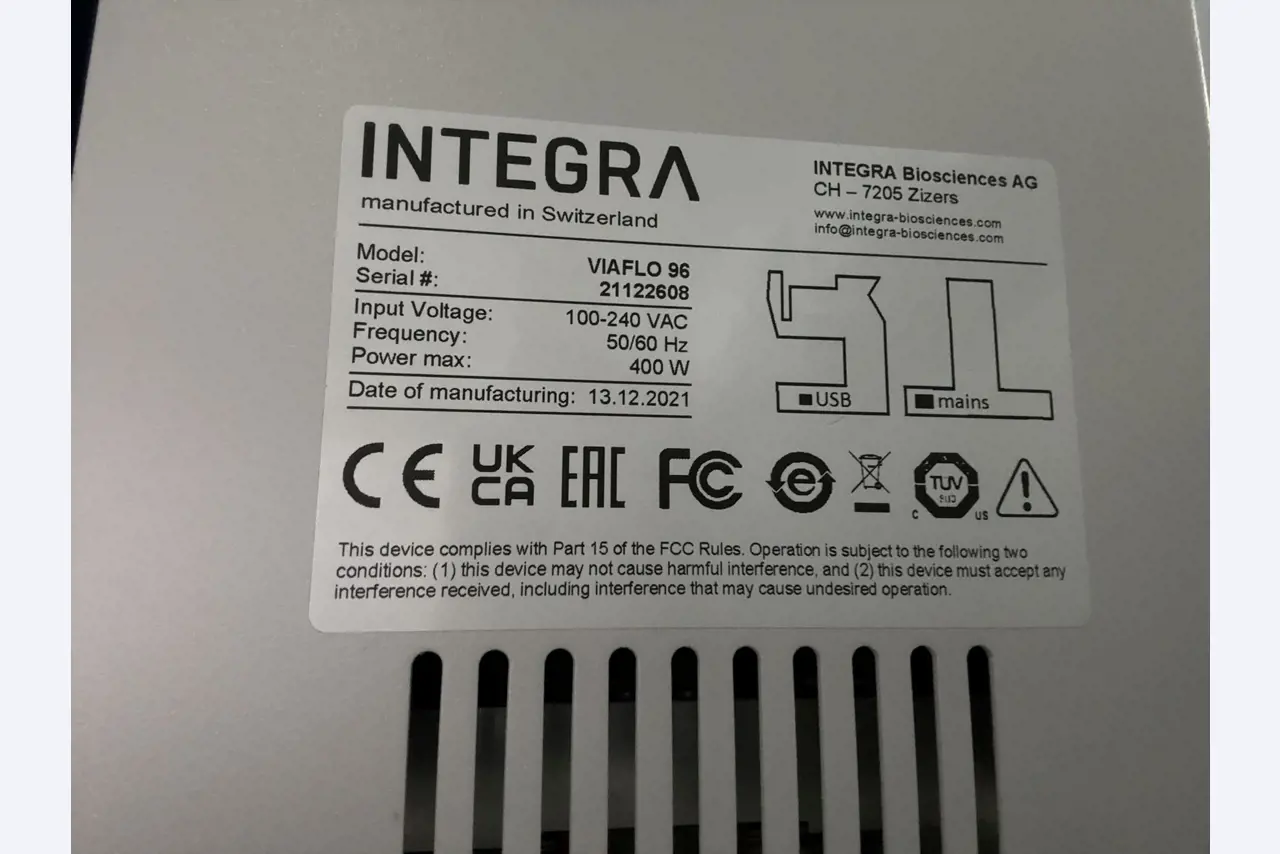 INTEGRA
manufactured in Switzerland
INTEGRA Biosciences AG
CH – 7205 Zizers
www.integra-biosciences.com
info@integra-biosciences.com
Model: VIAFLO 96
Serial #: 21122608
Input Voltage: 100-240 VAC
Frequency: 50/60 Hz
Power max: 400 W
Date of manufacturing: 13.12.2021
USB
mains
CE
UK
CA
EAC
FC
e
TUV
SUD
C US
This device complies with Part 15 of the FCC Rules. Operation is subject to the following two
conditions: (1) this device may not cause harmful interference, and (2) this device must accept any
interference received, including interference that may cause undesired operation.